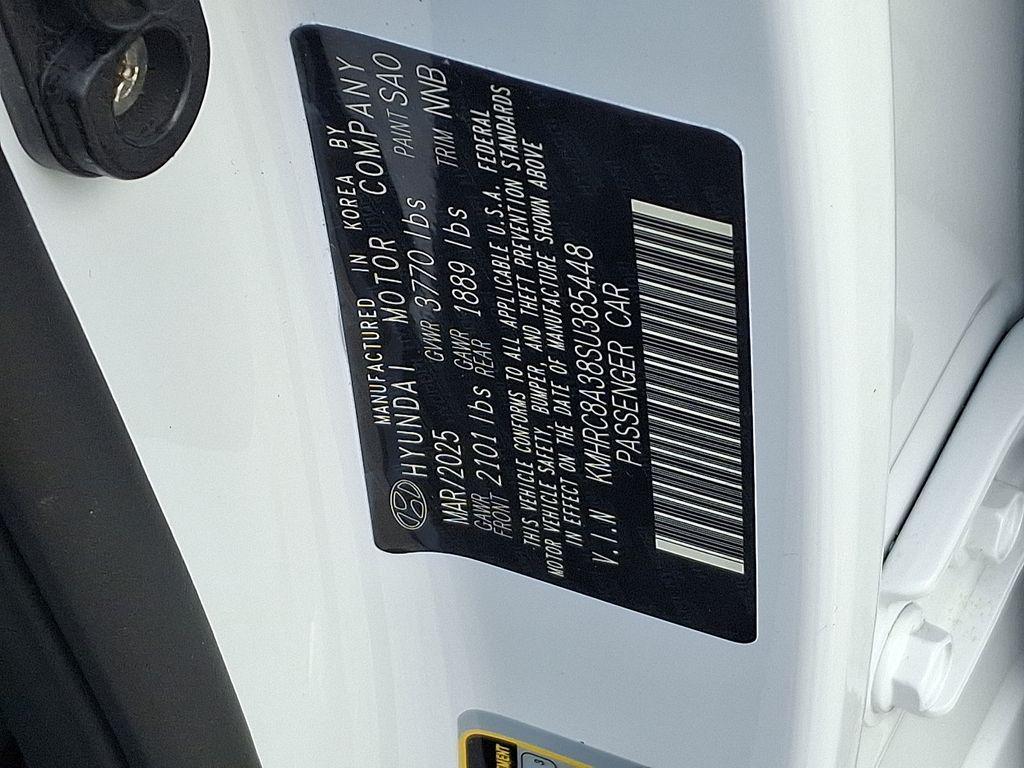 MANUFACTURED IN KOREA BY
HYUNDAI MOTOR COMPANY
MAR/2025 GVWR 3770 lbs PAINT SAO
GAWR FRONT 2101 lbs GAWR REAR 1889 lbs TRIM NNB
THIS VEHICLE CONFORMS TO ALL APPLICABLE U.S.A. FEDERAL
MOTOR VEHICLE SAFETY, BUMPER, AND THEFT PREVENTION STANDARDS
IN EFFECT ON THE DATE OF MANUFACTURE SHOWN ABOVE
V.I.N KMHRC8A38SU385448
PASSENGER CAR
3